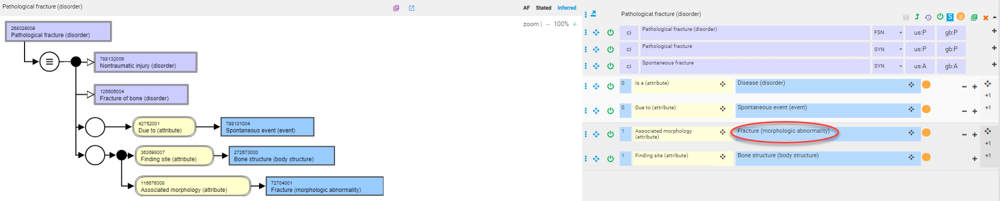 Pathological fracture (disorder)
AF Stated Inferred
zoom | − 100% +
268029009
Pathological fracture (disorder)
788132006
Nontraumatic injury (disorder)
125605004
Fracture of bone (disorder)
42752001
Due to (attribute)
788131004
Spontaneous event (event)
363698007
Finding site (attribute)
272673000
Bone structure (body structure)
116676008
Associated morphology (attribute)
72704001
Fracture (morphologic abnormality)
Pathological fracture (disorder)
S
ci Pathological fracture (disorder) FSN us:P gb:P
ci Pathological fracture SYN us:P gb:P
ci Spontaneous fracture SYN us:A gb:A
0 Is a (attribute) Disease (disorder)
+1
0 Due to (attribute) Spontaneous event (event)
+1
1 Associated morphology (attribute) Fracture (morphologic abnormality)
+1
1 Finding site (attribute) Bone structure (body structure)
+1